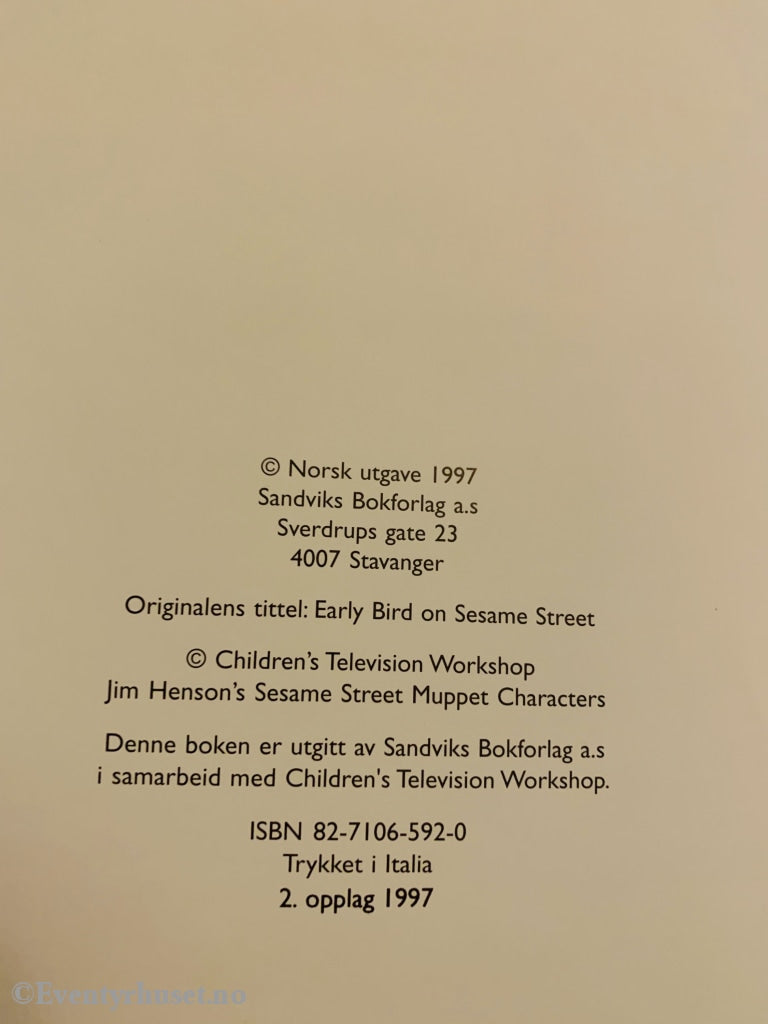 © Norsk utgave 1997
Sandviks Bokforlag a.s
Sverdrups gate 23
4007 Stavanger
Originalens tittel: Early Bird on Sesame Street
© Children's Television Workshop
Jim Henson's Sesame Street Muppet Characters
Denne boken er utgitt av Sandviks Bokforlag a.s
i samarbeid med Children's Television Workshop.
ISBN 82-7106-592-0
Trykket i Italia
2. opplag 1997
©Eventyrhuset.no